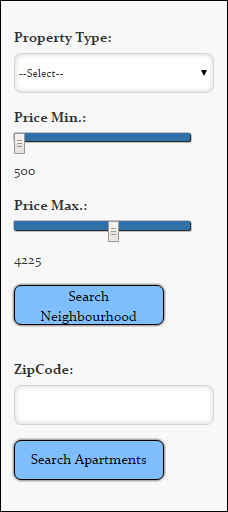 Property Type:
--Select--
Price Min.:
500
Price Max.:
4225
Search
Neighbourhood
ZipCode:
Search Apartments